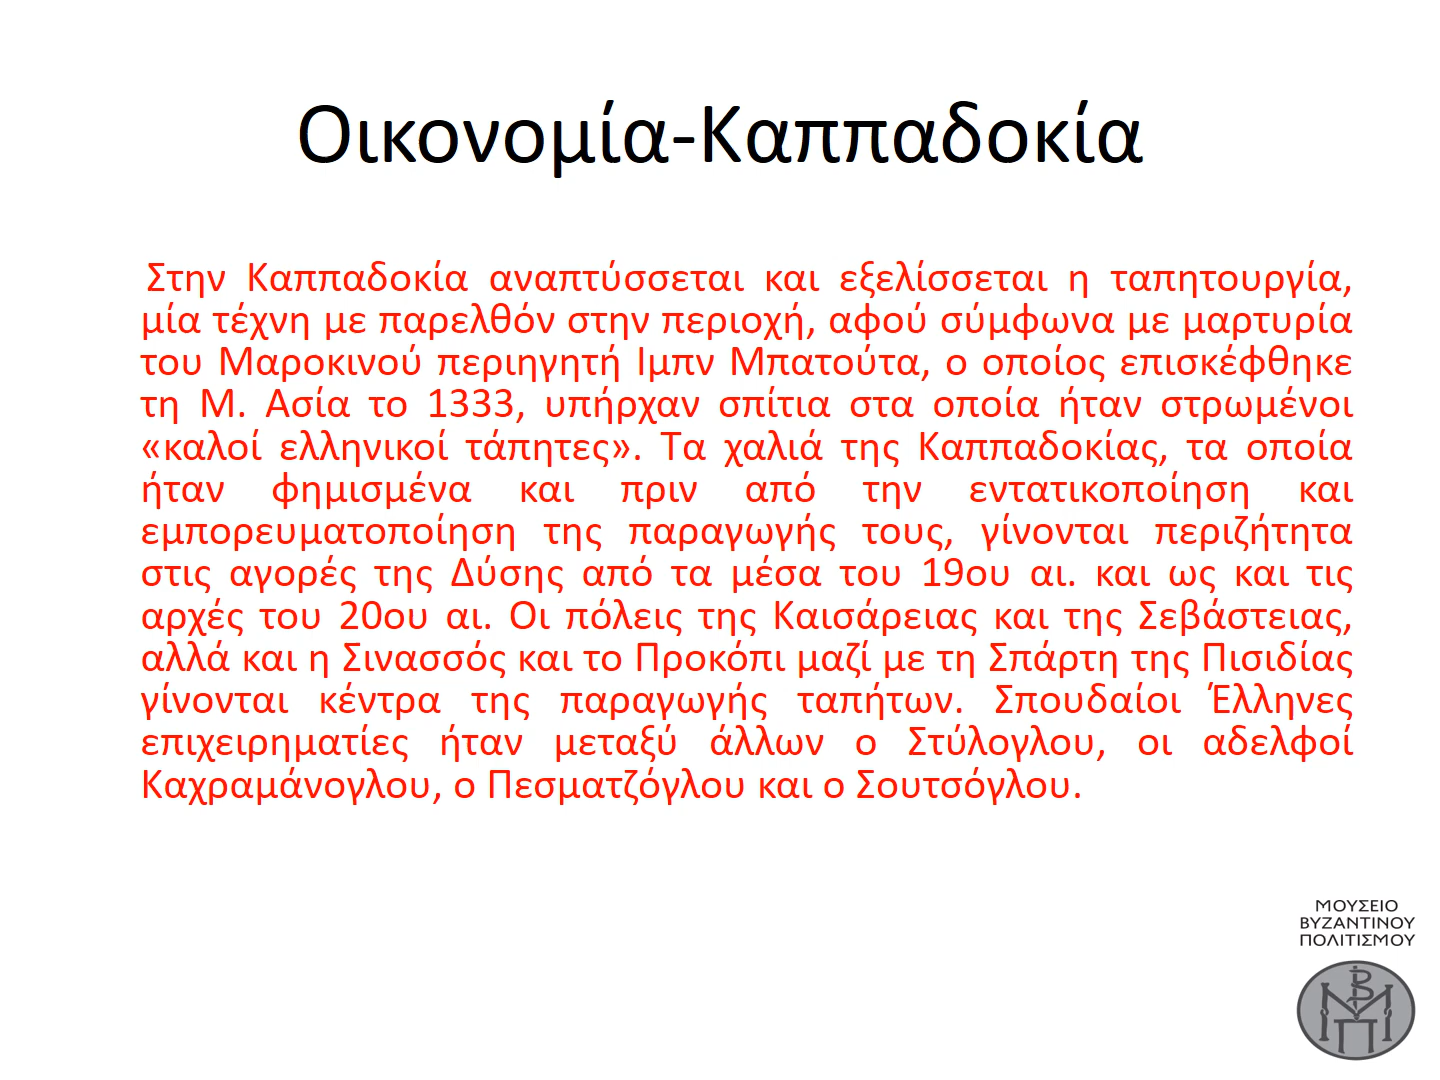 Οικονομία-Καππαδοκία
Στην Καππαδοκία αναπτύσσεται και εξελίσσεται η ταπητουργία,
μία τέχνη με παρελθόν στην περιοχή, αφού σύμφωνα με μαρτυρία
του Μαροκινού περιηγητή Ιμπν Μπατούτα, ο οποίος επισκέφθηκε
τη Μ. Ασία το 1333, υπήρχαν σπίτια στα οποία ήταν στρωμένοι
«καλοί ελληνικοί τάπητες». Τα χαλιά της Καππαδοκίας, τα οποία
ήταν φημισμένα και πριν από την εντατικοποίηση και
εμπορευματοποίηση της παραγωγής τους, γίνονται περιζήτητα
στις αγορές της Δύσης από τα μέσα του 19ου αι. και ως και τις
αρχές του 20ου αι. Οι πόλεις της Καισάρειας και της Σεβάστειας,
αλλά και η Σινασσός και το Προκόπι μαζί με τη Σπάρτη της Πισιδίας
γίνονται κέντρα της παραγωγής ταπήτων. Σπουδαίοι Έλληνες
επιχειρηματίες ήταν μεταξύ άλλων ο Στύλογλου, οι αδελφοί
Καχραμάνογλου, ο Πεσματζόγλου και ο Σουτσόγλου.
ΜΟΥΣΕΙΟ
ΒΥΖΑΝΤΙΝΟΥ
ΠΟΛΙΤΙΣΜΟΥ